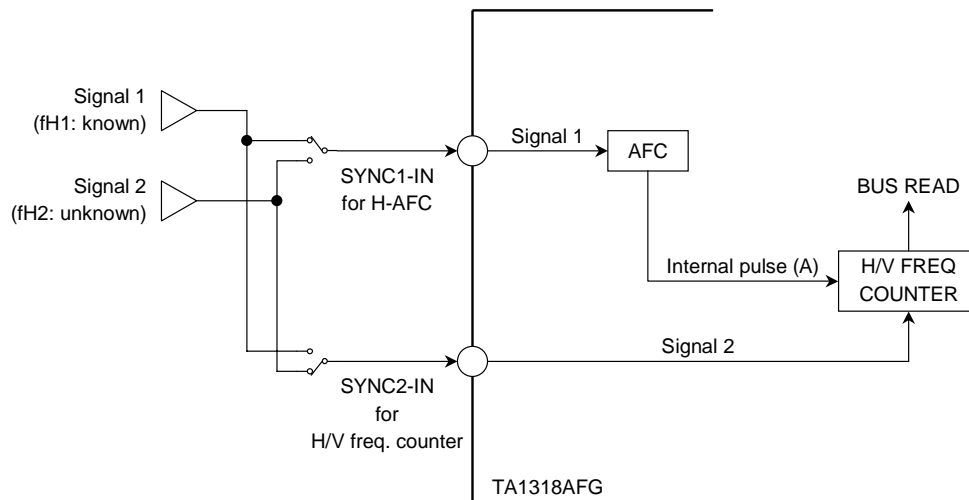 Signal 1
(fH1: known)
Signal 2
(fH2: unknown)
SYNC1-IN
for H-AFC
Signal 1
AFC
BUS READ
Internal pulse (A)
H/V FREQ
COUNTER
Signal 2
SYNC2-IN
for
H/V freq. counter
TA1318AFG